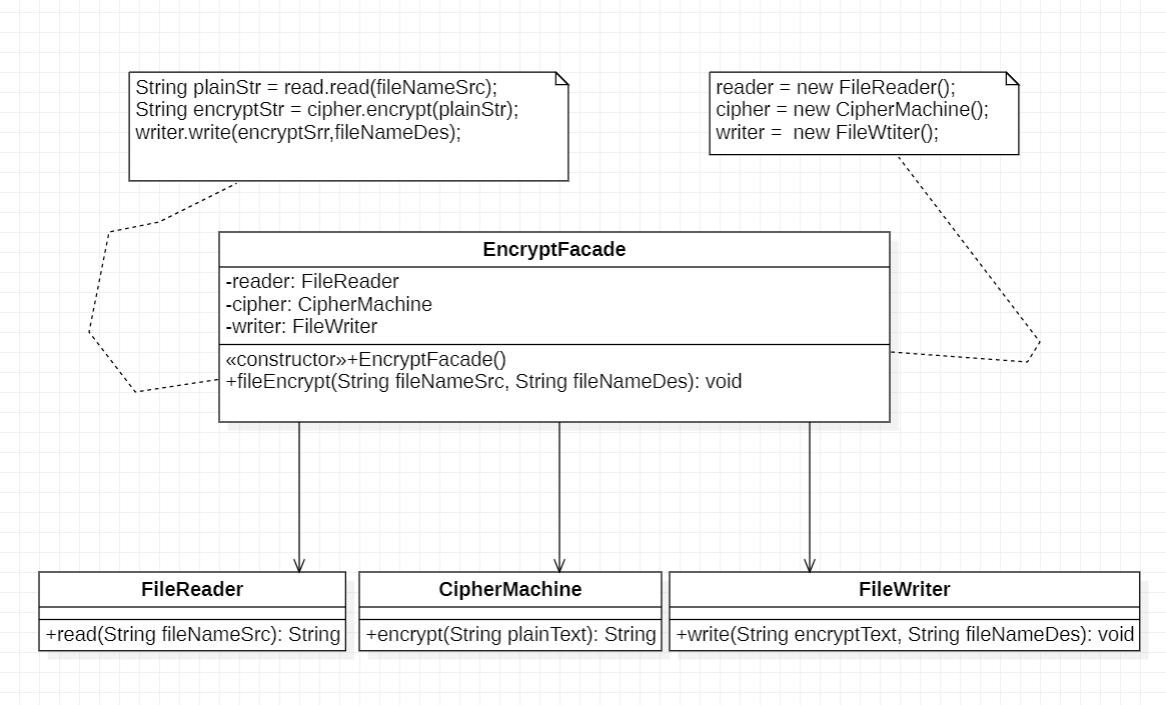 String plainStr = read.read(fileNameSrc);
String encryptStr = cipher.encrypt(plainStr);
writer.write(encryptSrr,fileNameDes);
reader = new FileReader();
cipher = new CipherMachine();
writer =  new FileWtiter();
EncryptFacade
-reader: FileReader
-cipher: CipherMachine
-writer: FileWriter
«constructor»+EncryptFacade()
+fileEncrypt(String fileNameSrc, String fileNameDes): void
FileReader
+read(String fileNameSrc): String
CipherMachine
+encrypt(String plainText): String
FileWriter
+write(String encryptText, String fileNameDes): void